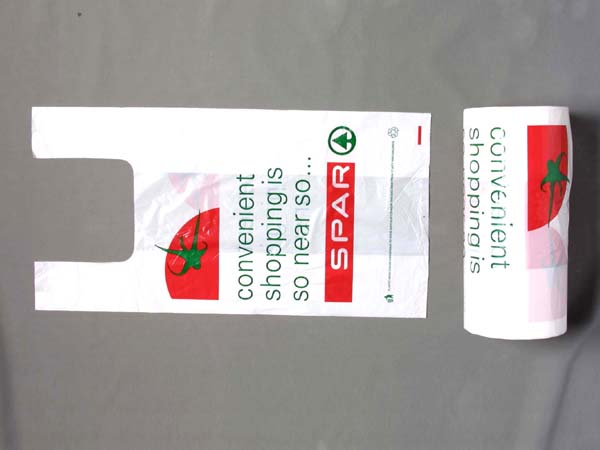 convenient
shopping is
so near so...
SPAR
convenient
shopping is